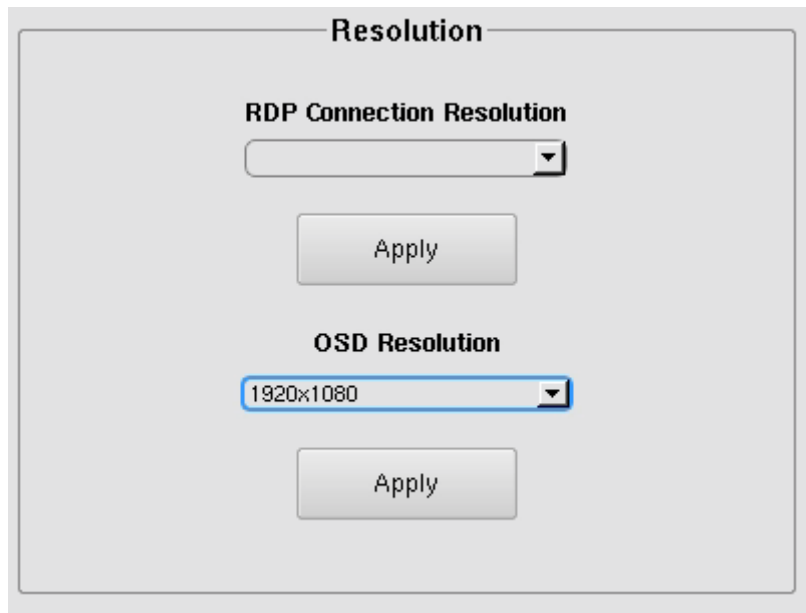 Resolution
RDP Connection Resolution
Apply
OSD Resolution
1920x1080
Apply